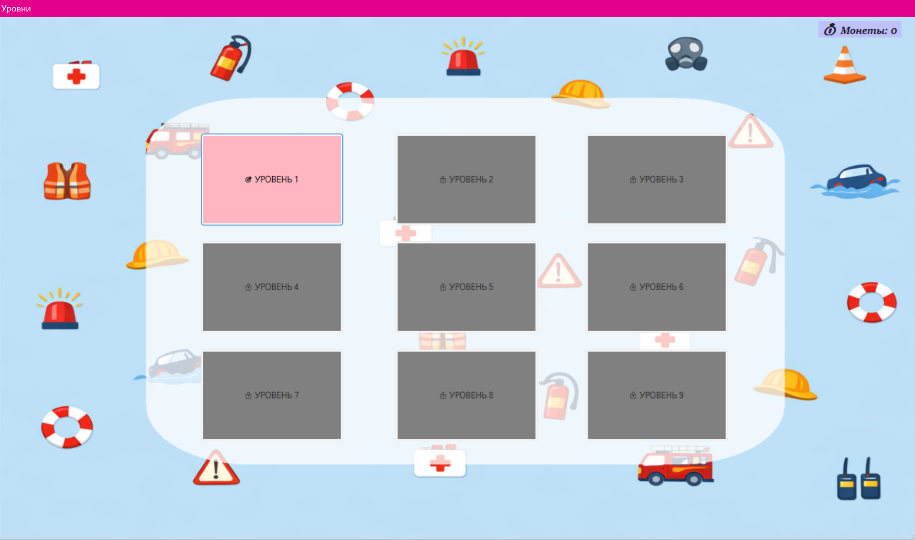 Уровни
Монеты: 0
УРОВЕНЬ 1
УРОВЕНЬ 2
УРОВЕНЬ 3
УРОВЕНЬ 4
УРОВЕНЬ 5
УРОВЕНЬ 6
УРОВЕНЬ 7
УРОВЕНЬ 8
УРОВЕНЬ 9